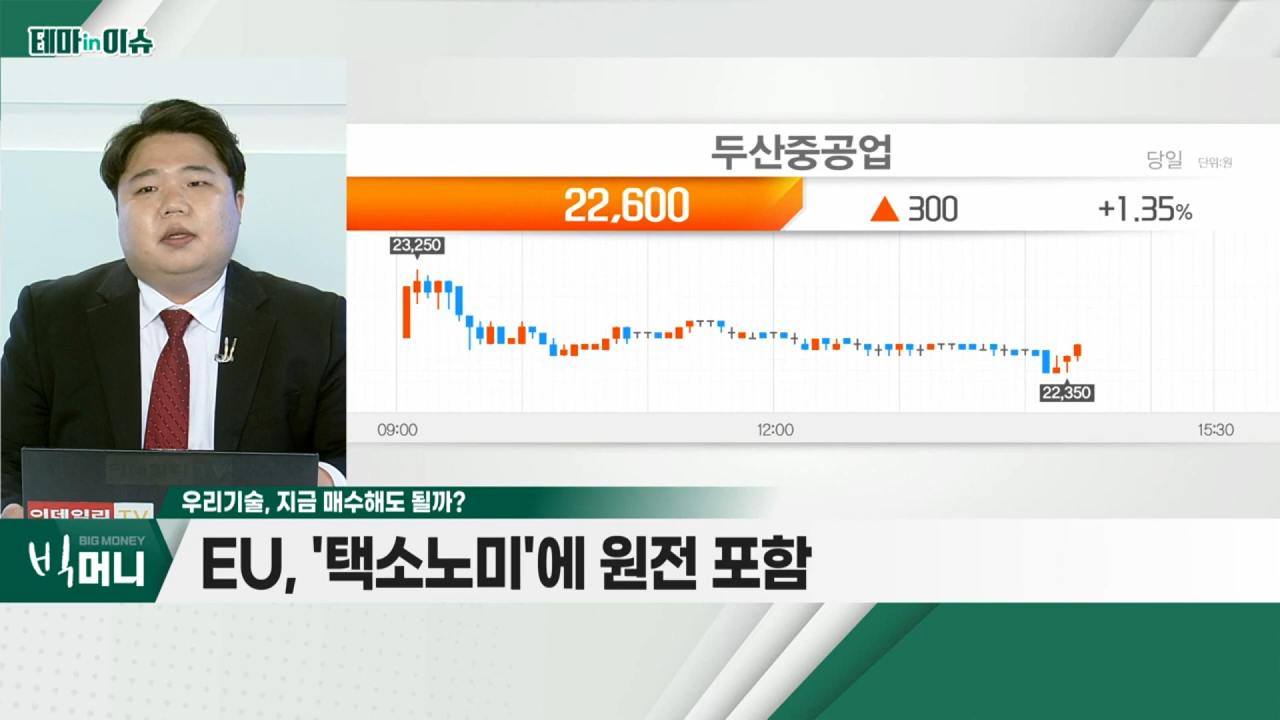 테마in이슈
두산중공업
당일 단위:원
22,600 ▲ 300 +1.35%
23,250
22,350
09:00 12:00 15:30
이데일리 TV
우리기술, 지금 매수해도 될까?
BIG MONEY
빅머니
EU, '택소노미'에 원전 포함